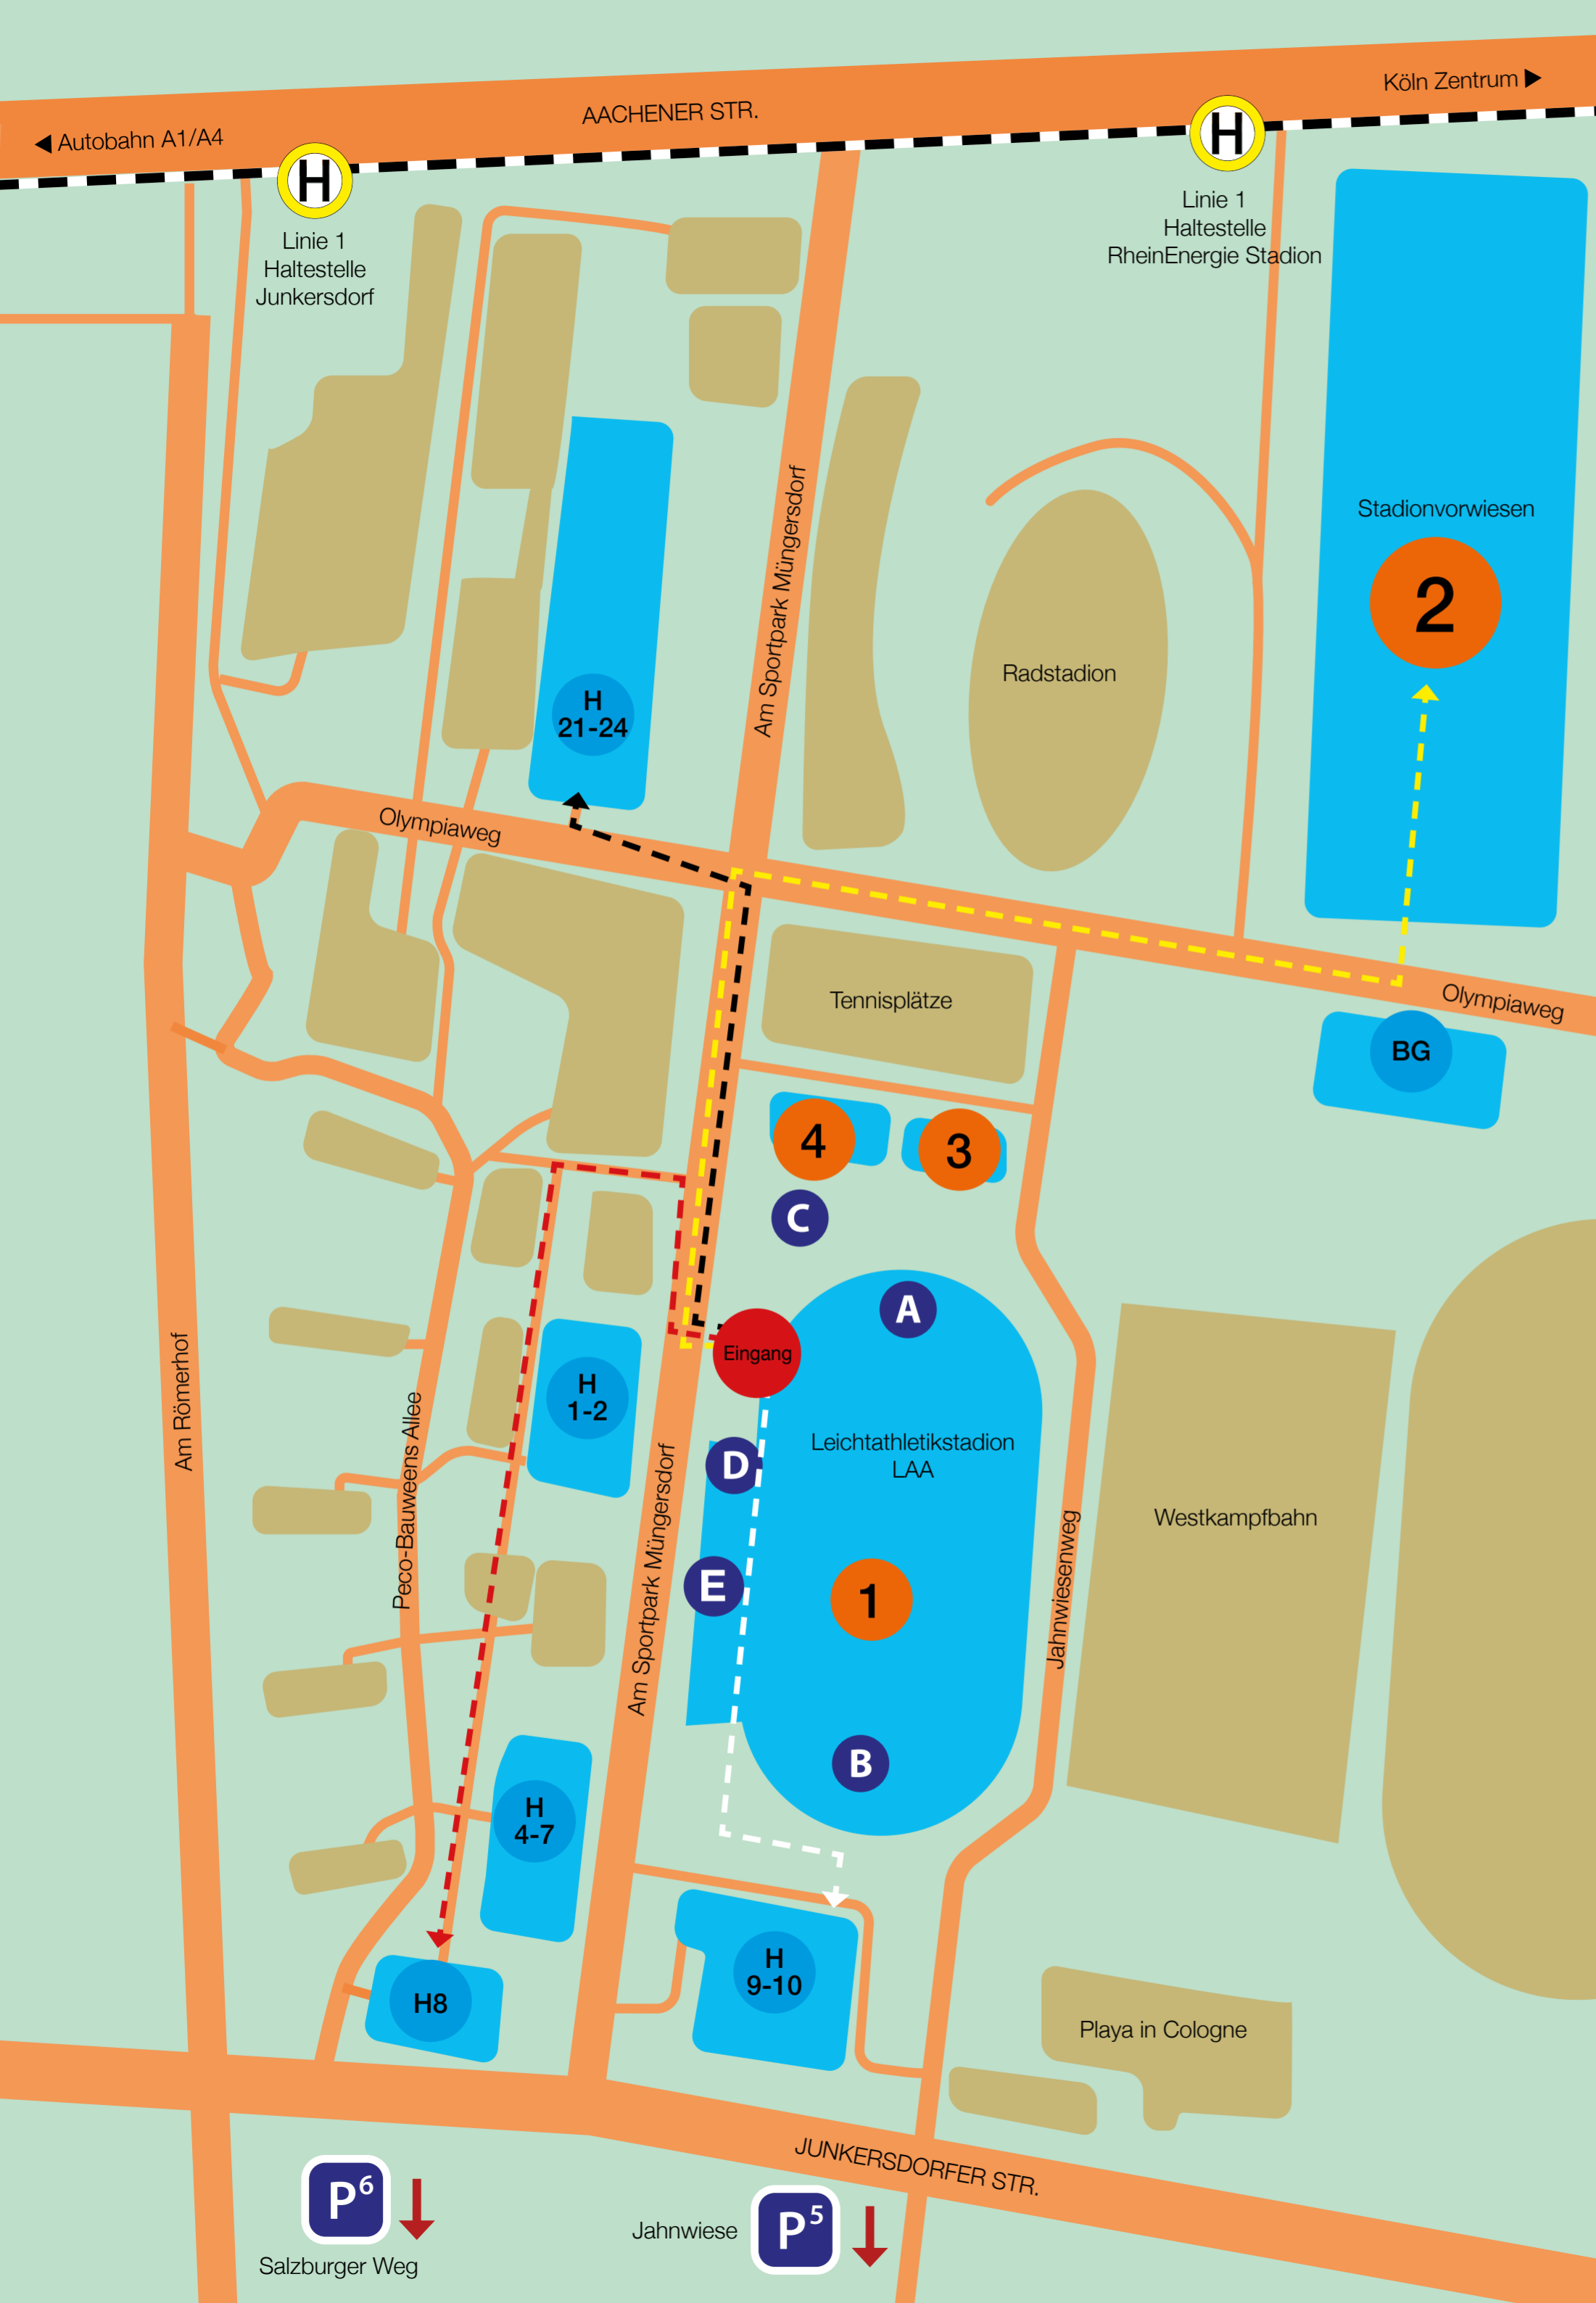 Köln Zentrum
AACHENER STR.
Autobahn A1/A4
H
H
Linie 1
Haltestelle
RheinEnergie Stadion
Linie 1
Haltestelle
Junkersdorf
Stadionvorwiesen
2
Am Sportpark Müngersdorf
Radstadion
H
21-24
Olympiaweg
Tennisplätze
Olympiaweg
BG
4
3
C
A
Eingang
H
1-2
Am Römerhof
Peco-Bauweens Allee
Am Sportpark Müngersdorf
D
Leichtathletikstadion
LAA
E
1
Jahnwiesenweg
Westkampfbahn
B
H
4-7
H
9-10
H8
Playa in Cologne
JUNKERSDORFER STR.
P6
Salzburger Weg
Jahnwiese
P5